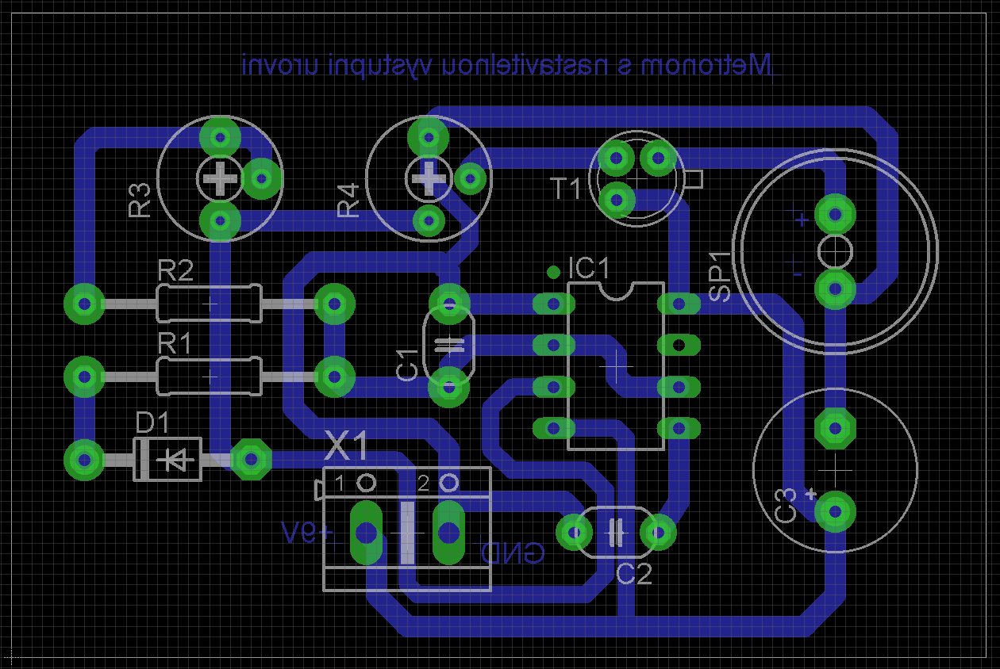 Metronom s nastavitelnou vystupni urovni
R3
R4
T1
+
-
SP1
R2
IC1
R1
C1
D1
X1
1
2
+9V
GND
C2
C3
+